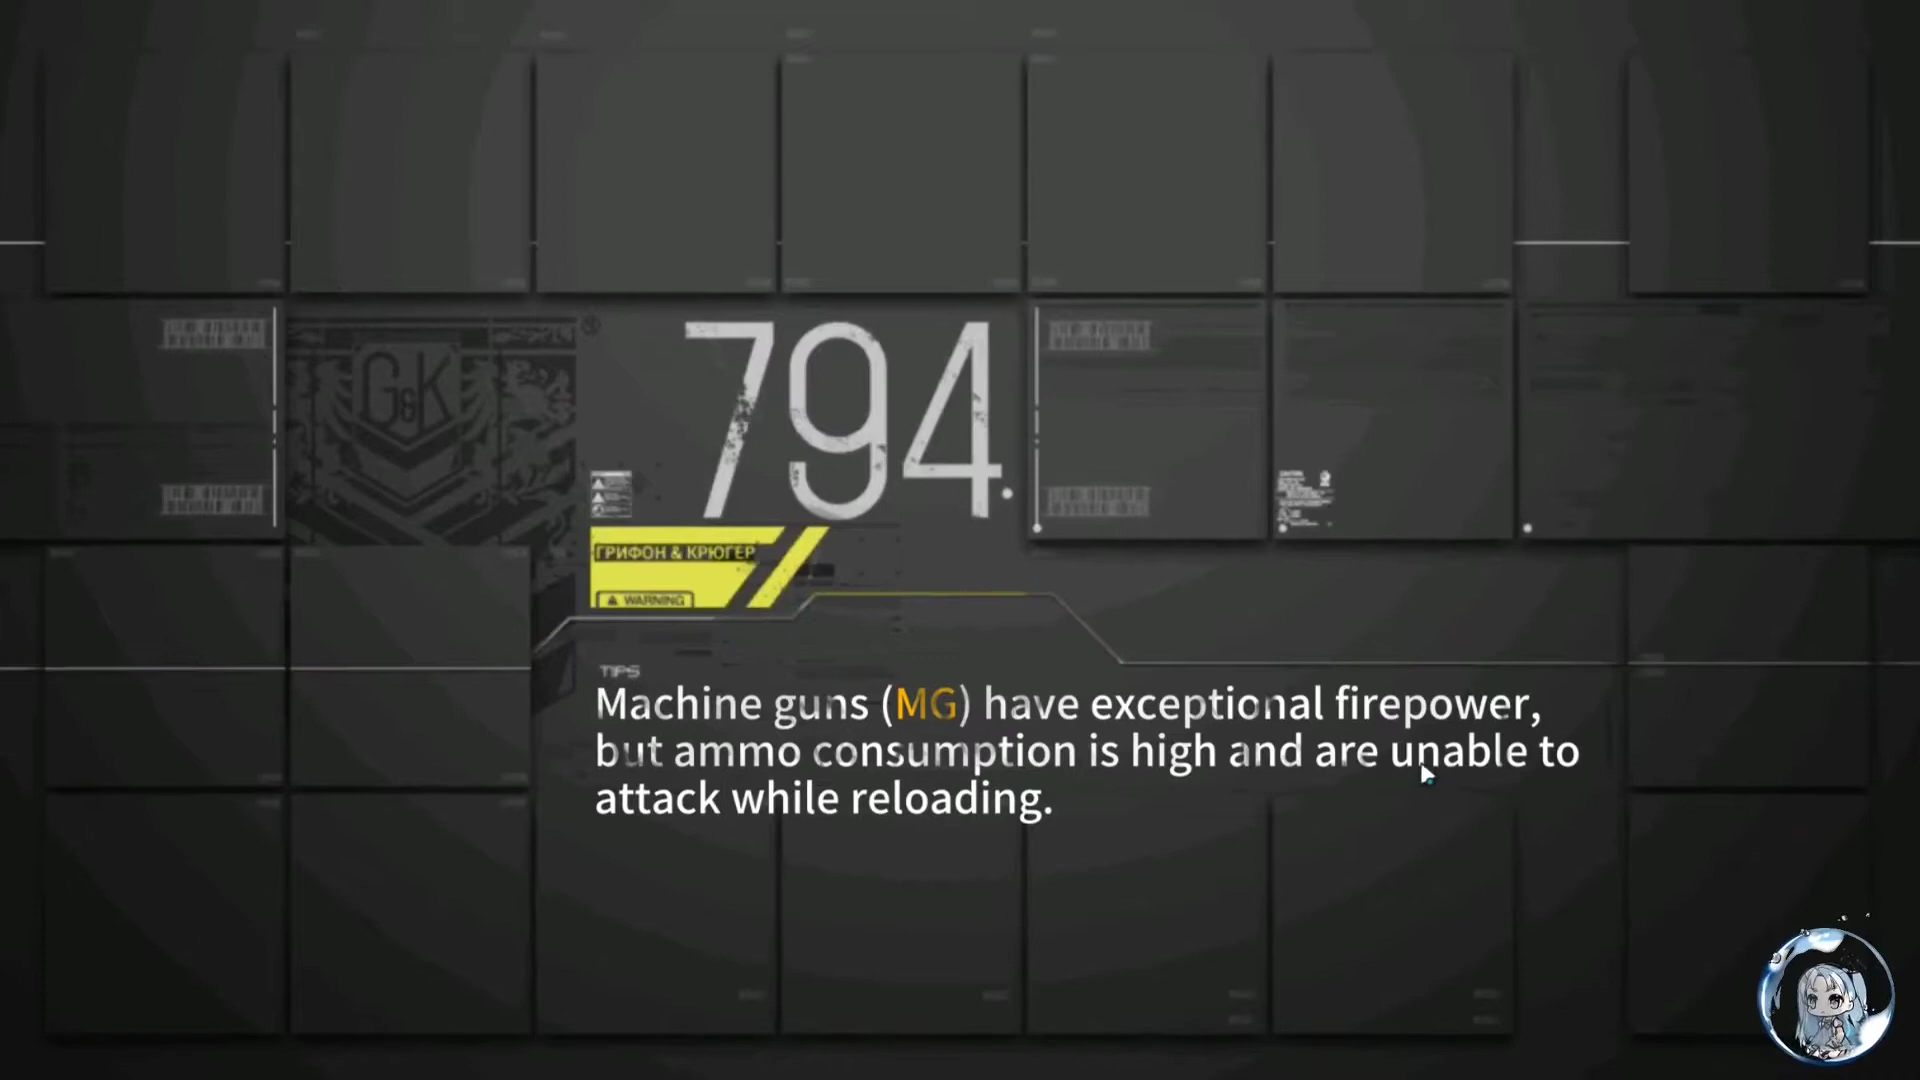 G&K
794.
ГРИФОН & КРЮГЕР
WARNING
TIPS
Machine guns (MG) have exceptional firepower,
but ammo consumption is high and are unable to
attack while reloading.